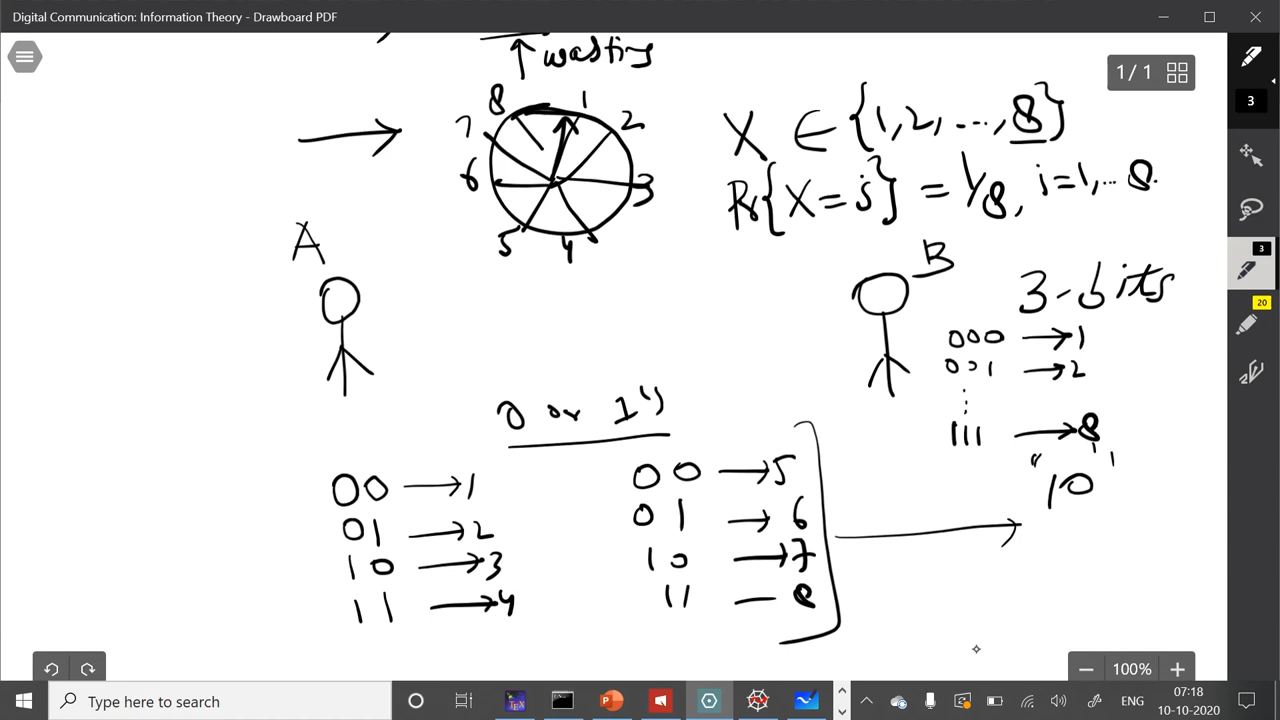 Digital Communication: Information Theory - Drawboard PDF
wasting
1/1
3
8 1 2 3 4 5 6 7
X ∈ {1,2,...,8}
Pr{X=i} = 1/8, i=1,...8.
A
B
3-bits
000 → 1
001 → 2
⋮
111 → 8
"10"
0 or 1's
00 → 1
01 → 2
10 → 3
11 → 4
00 → 5
01 → 6
10 → 7
11 — 8
3
20
100%
Type here to search
ENG
07:18
10-10-2020